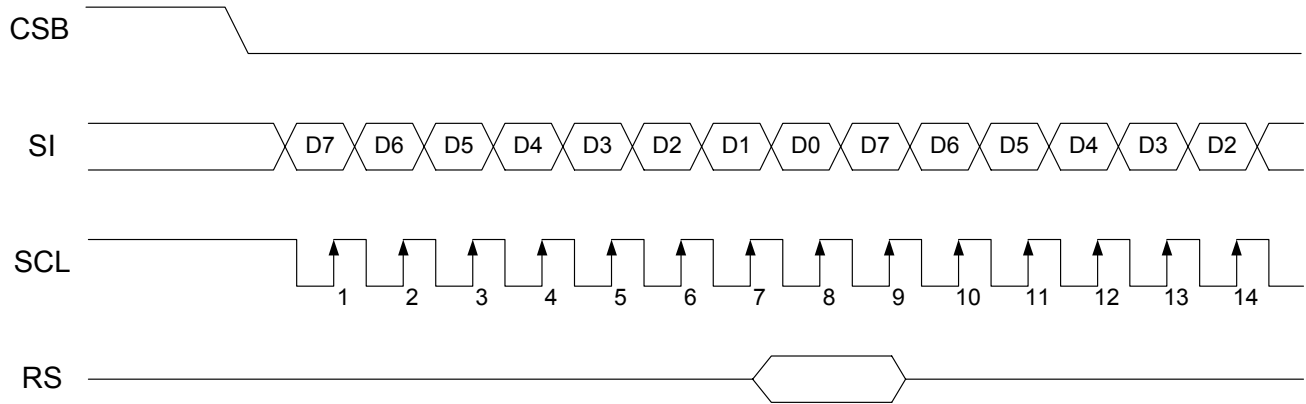 CSB
SI D7 D6 D5 D4 D3 D2 D1 D0 D7 D6 D5 D4 D3 D2
SCL
1 2 3 4 5 6 7 8 9 10 11 12 13 14
RS